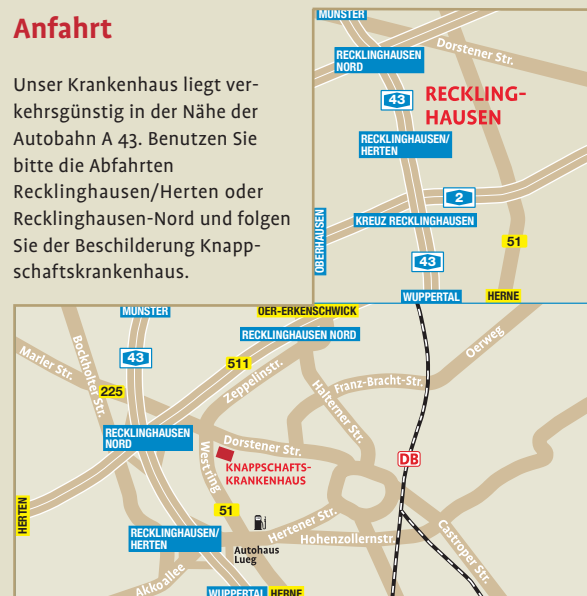 Anfahrt
Unser Krankenhaus liegt ver-
kehrsgünstig in der Nähe der
Autobahn A 43. Benutzen Sie
bitte die Abfahrten
Recklinghausen/Herten oder
Recklinghausen-Nord und folgen
Sie der Beschilderung Knapp-
schaftskrankenhaus.
MÜNSTER
Dorstener Str.
RECKLINGHAUSEN
NORD
43
RECKLING-
HAUSEN
RECKLINGHAUSEN/
HERTEN
2
KREUZ RECKLINGHAUSEN
OBERHAUSEN
51
43
WUPPERTAL
HERNE
MÜNSTER
OER-ERKENSCHWICK
RECKLINGHAUSEN NORD
Oerweg
Marler Str.
Bockholter Str.
43
511
Zeppelinstr.
Halterner Str.
Franz-Bracht-Str.
225
RECKLINGHAUSEN
NORD
Westring
Dorstener Str.
KNAPPSCHAFTS-
KRANKENHAUS
DB
HERTEN
51
Hertener Str.
RECKLINGHAUSEN/
HERTEN
Autohaus
Lueg
Hohenzollernstr.
Castroper Str.
Akkoallee
WUPPERTAL
HERNE